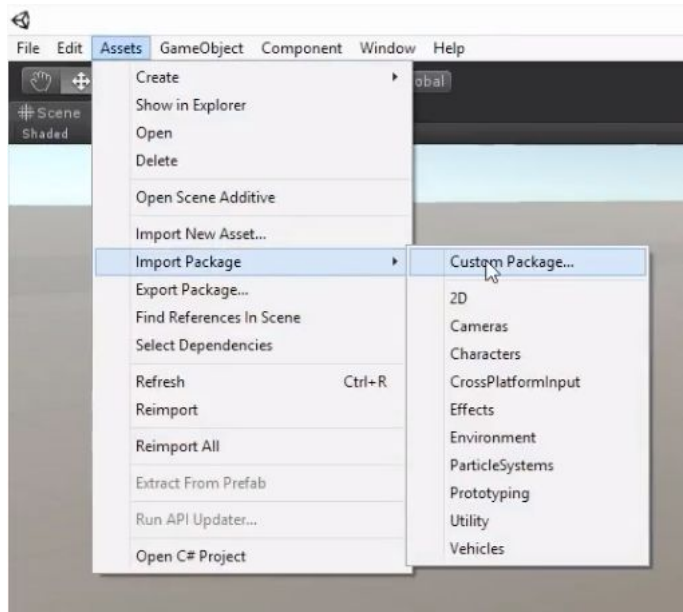 File Edit Assets GameObject Component Window Help
obal
#Scene
Shaded
Create
Show in Explorer
Open
Delete
Open Scene Additive
Import New Asset...
Import Package
Export Package...
Find References In Scene
Select Dependencies
Refresh Ctrl+R
Reimport
Reimport All
Extract From Prefab
Run API Updater...
Open C# Project
Custom Package...
2D
Cameras
Characters
CrossPlatformInput
Effects
Environment
ParticleSystems
Prototyping
Utility
Vehicles